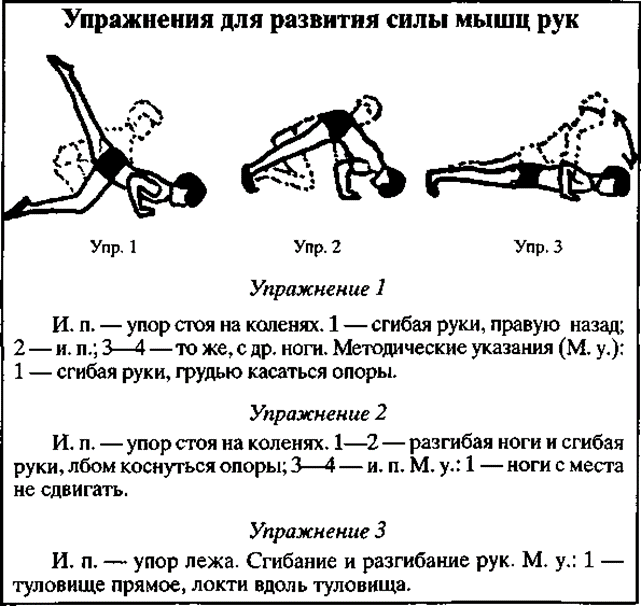 Упражнения для развития силы мышц рук
Упр. 1
Упр. 2
Упр. 3
Упражнение 1
И. п. — упор стоя на коленях. 1 — сгибая руки, правую назад;
2 — и. п.; 3—4 — то же, с др. ноги. Методические указания (М. у.):
1 — сгибая руки, грудью касаться опоры.
Упражнение 2
И. п. — упор стоя на коленях. 1—2 — разгибая ноги и сгибая
руки, лбом коснуться опоры; 3—4 — и. п. М. у.: 1 — ноги с места
не сдвигать.
Упражнение 3
И. п. — упор лежа. Сгибание и разгибание рук. М. у.: 1 —
туловище прямое, локти вдоль туловища.